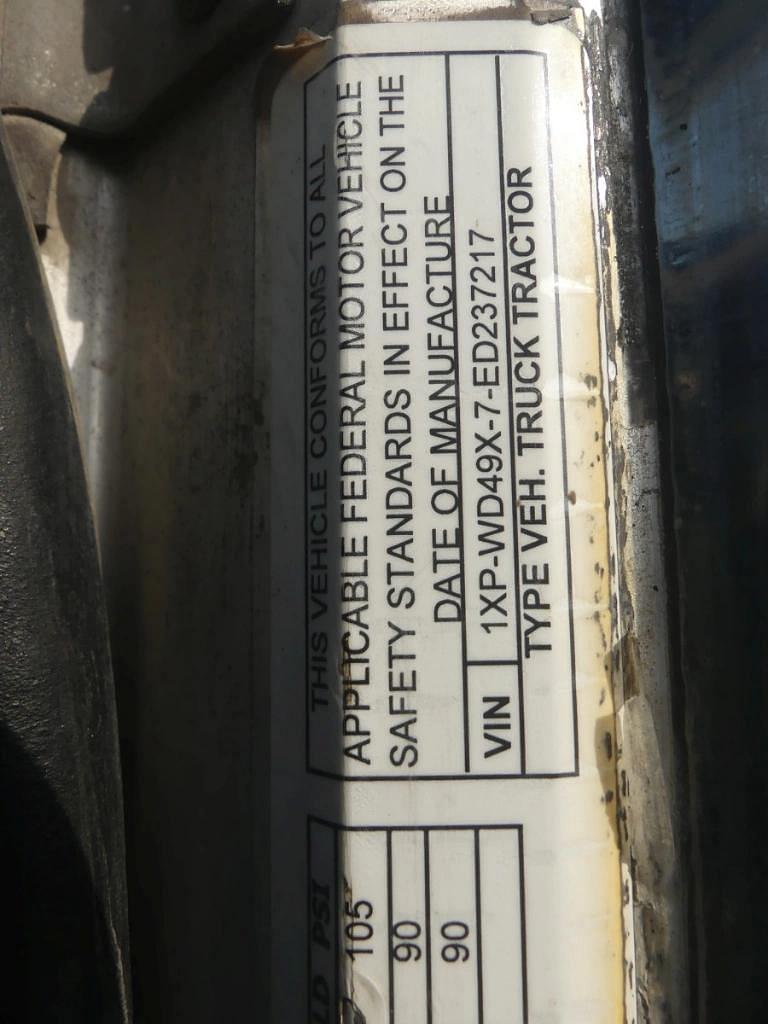 THIS VEHICLE CONFORMS TO ALL
APPLICABLE FEDERAL MOTOR VEHICLE
SAFETY STANDARDS IN EFFECT ON THE
DATE OF MANUFACTURE
VIN 1XP-WD49X-7-ED237217
TYPE VEH. TRUCK TRACTOR
LD PSI
105
90
90